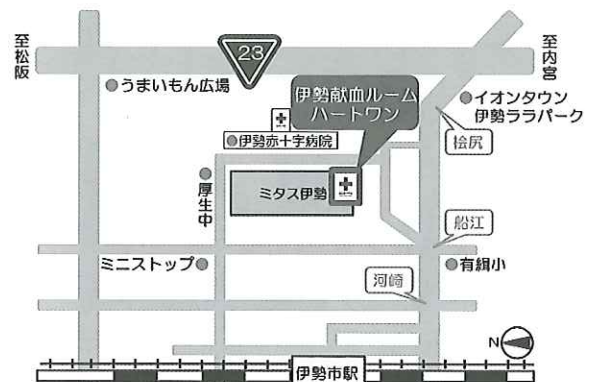 至松阪
23
至内宮
うまいもん広場
伊勢献血ルーム
ハートワン
イオンタウン
伊勢ララパーク
伊勢赤十字病院
桧尻
厚生中
ミタス伊勢
船江
ミニストップ
有緝小
河崎
N
伊勢市駅